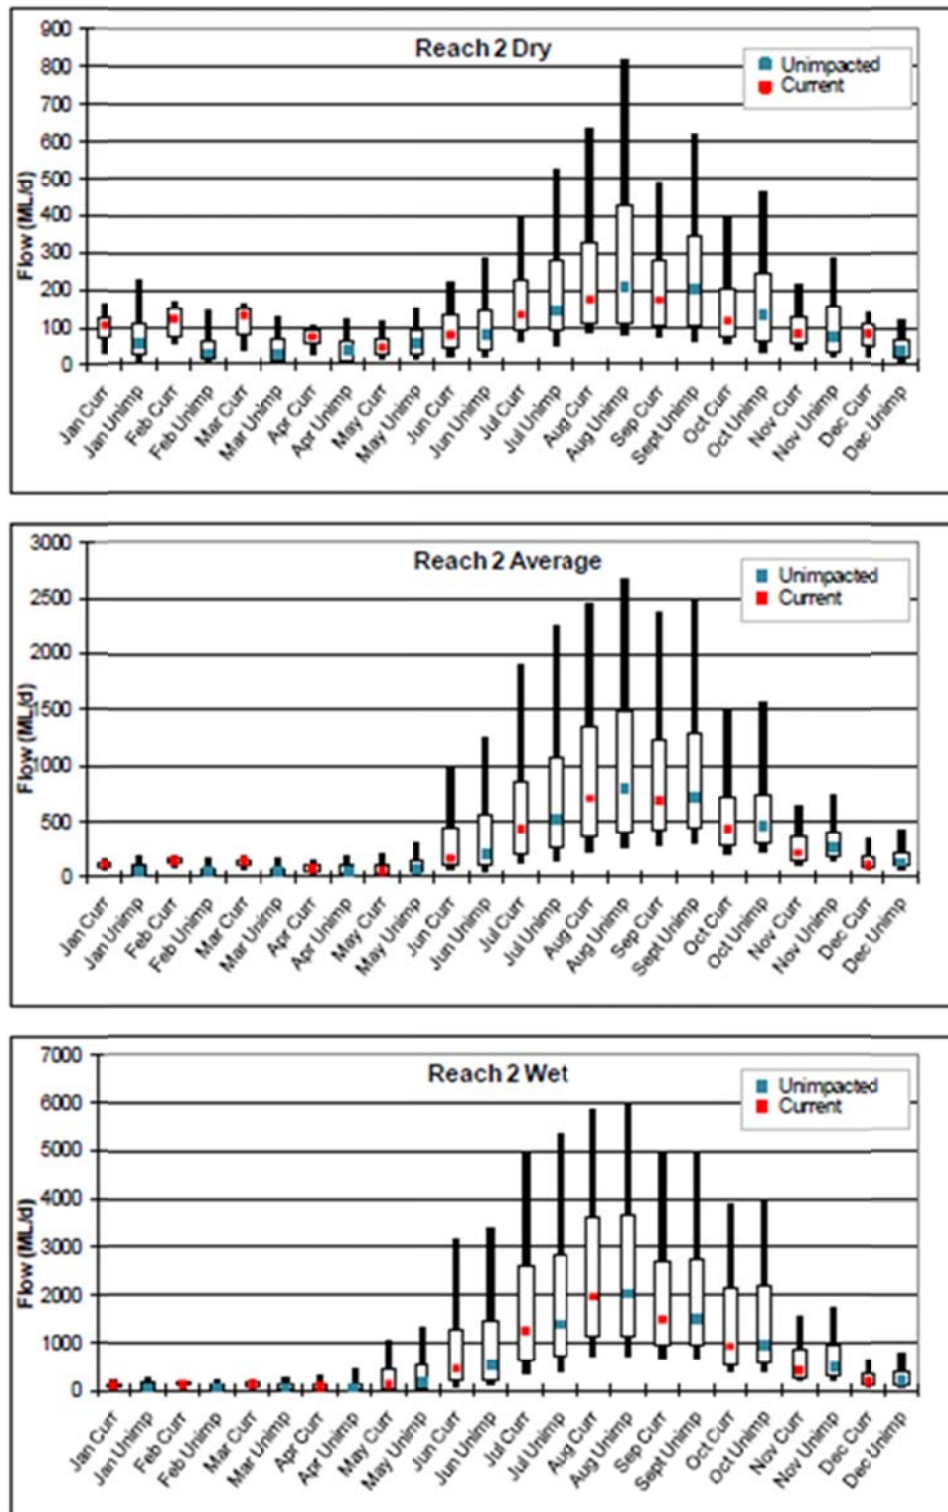 Reach 2 Dry
Unimpacted
Current
Flow (ML/d)
900
800
700
600
500
400
300
200
100
0
Jan Curr
Jan Unimp
Feb Curr
Feb Unimp
Mar Curr
Mar Unimp
Apr Curr
Apr Unimp
May Curr
May Unimp
Jun Curr
Jun Unimp
Jul Curr
Jul Unimp
Aug Curr
Aug Unimp
Sep Curr
Sept Unimp
Oct Curr
Oct Unimp
Nov Curr
Nov Unimp
Dec Curr
Dec Unimp
Reach 2 Average
Unimpacted
Current
Flow (ML/d)
3000
2500
2000
1500
1000
500
0
Jan Curr
Jan Unimp
Feb Curr
Feb Unimp
Mar Curr
Mar Unimp
Apr Curr
Apr Unimp
May Curr
May Unimp
Jun Curr
Jun Unimp
Jul Curr
Jul Unimp
Aug Curr
Aug Unimp
Sep Curr
Sept Unimp
Oct Curr
Oct Unimp
Nov Curr
Nov Unimp
Dec Curr
Dec Unimp
Reach 2 Wet
Unimpacted
Current
Flow (ML/d)
7000
6000
5000
4000
3000
2000
1000
0
Jan Curr
Jan Unimp
Feb Curr
Feb Unimp
Mar Curr
Mar Unimp
Apr Curr
Apr Unimp
May Curr
May Unimp
Jun Curr
Jun Unimp
Jul Curr
Jul Unimp
Aug Curr
Aug Unimp
Sep Curr
Sept Unimp
Oct Curr
Oct Unimp
Nov Curr
Nov Unimp
Dec Curr
Dec Unimp